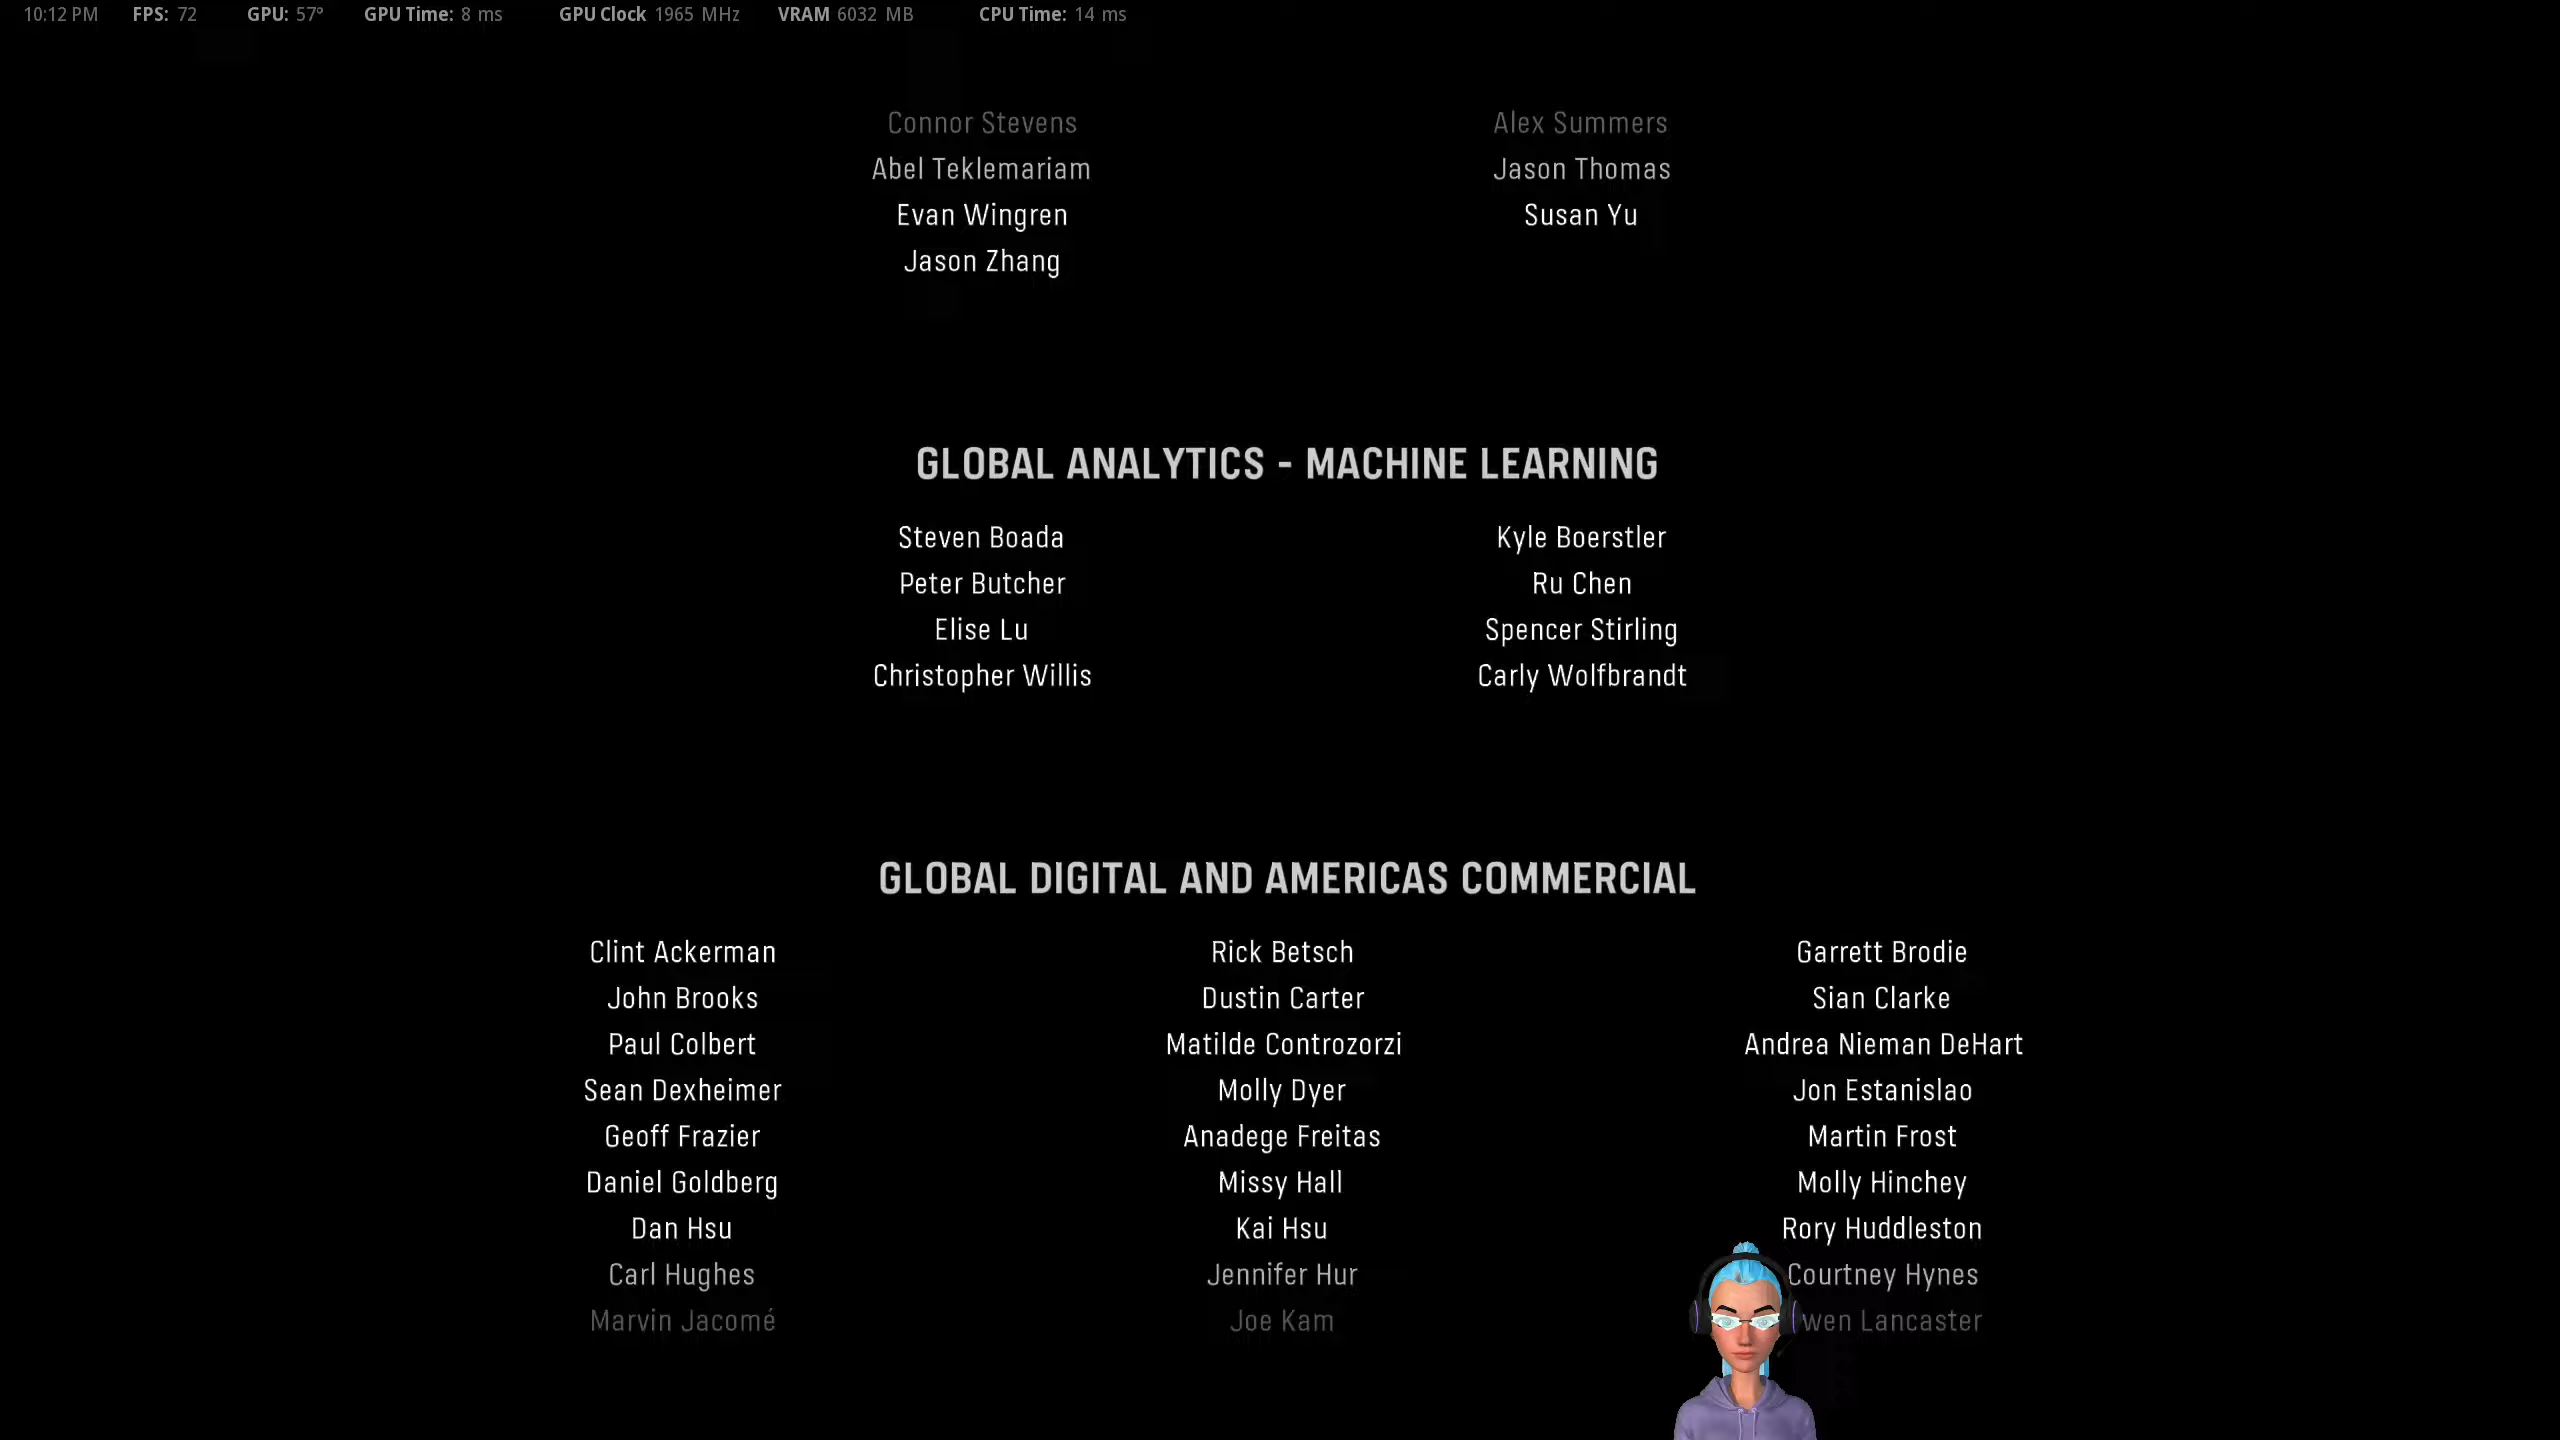 10:12 PM FPS: 72 GPU: 57° GPU Time: 8 ms GPU Clock 1965 MHz VRAM 6032 MB CPU Time: 14 ms
Connor Stevens Alex Summers
Abel Teklemariam Jason Thomas
Evan Wingren Susan Yu
Jason Zhang
GLOBAL ANALYTICS - MACHINE LEARNING
Steven Boada Kyle Boerstler
Peter Butcher Ru Chen
Elise Lu Spencer Stirling
Christopher Willis Carly Wolfbrandt
GLOBAL DIGITAL AND AMERICAS COMMERCIAL
Clint Ackerman Rick Betsch Garrett Brodie
John Brooks Dustin Carter Sian Clarke
Paul Colbert Matilde Controzorzi Andrea Nieman DeHart
Sean Dexheimer Molly Dyer Jon Estanislao
Geoff Frazier Anadege Freitas Martin Frost
Daniel Goldberg Missy Hall Molly Hinchey
Dan Hsu Kai Hsu Rory Huddleston
Carl Hughes Jennifer Hur Courtney Hynes
Marvin Jacomé Joe Kam Lancaster